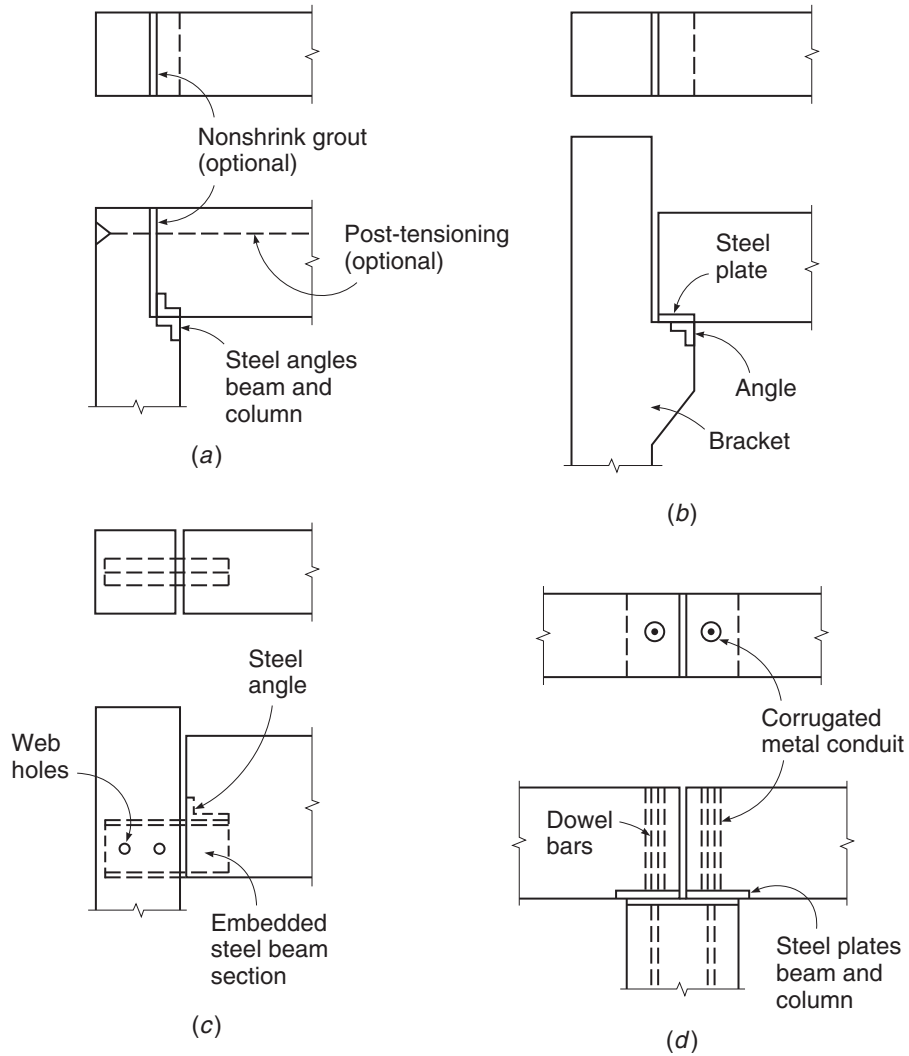 Nonshrink grout
(optional)
Post-tensioning
(optional)
Steel angles
beam and
column
(a)
Steel
plate
Angle
Bracket
(b)
Steel
angle
Web
holes
Embedded
steel beam
section
(c)
Corrugated
metal conduit
Dowel
bars
Steel plates
beam and
column
(d)